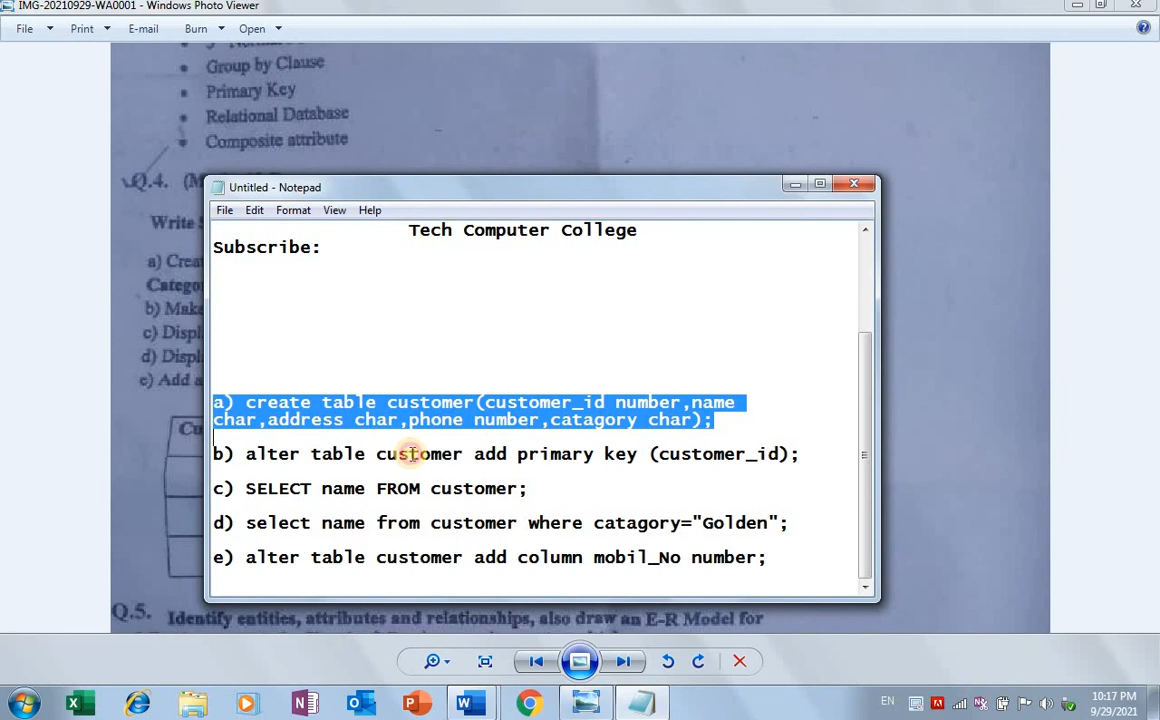 IMG-20210929-WA0001 - Windows Photo Viewer
File Print E-mail Burn Open
Group by Clause
Primary Key
Relational Database
Composite attribute
Q.4.
Untitled - Notepad
File Edit Format View Help
Tech Computer College
Subscribe:
Write
a)
b)
c)
d)
e) Add
a) create table customer(customer_id number,name
char,address char,phone number,catagory char);
b) alter table customer add primary key (customer_id);
c) SELECT name FROM customer;
d) select name from customer where catagory="Golden";
e) alter table customer add column mobil_No number;
Q.5. Identify entities, attributes and relationships, also draw an E-R Model for
EN
10:17 PM
9/29/2021